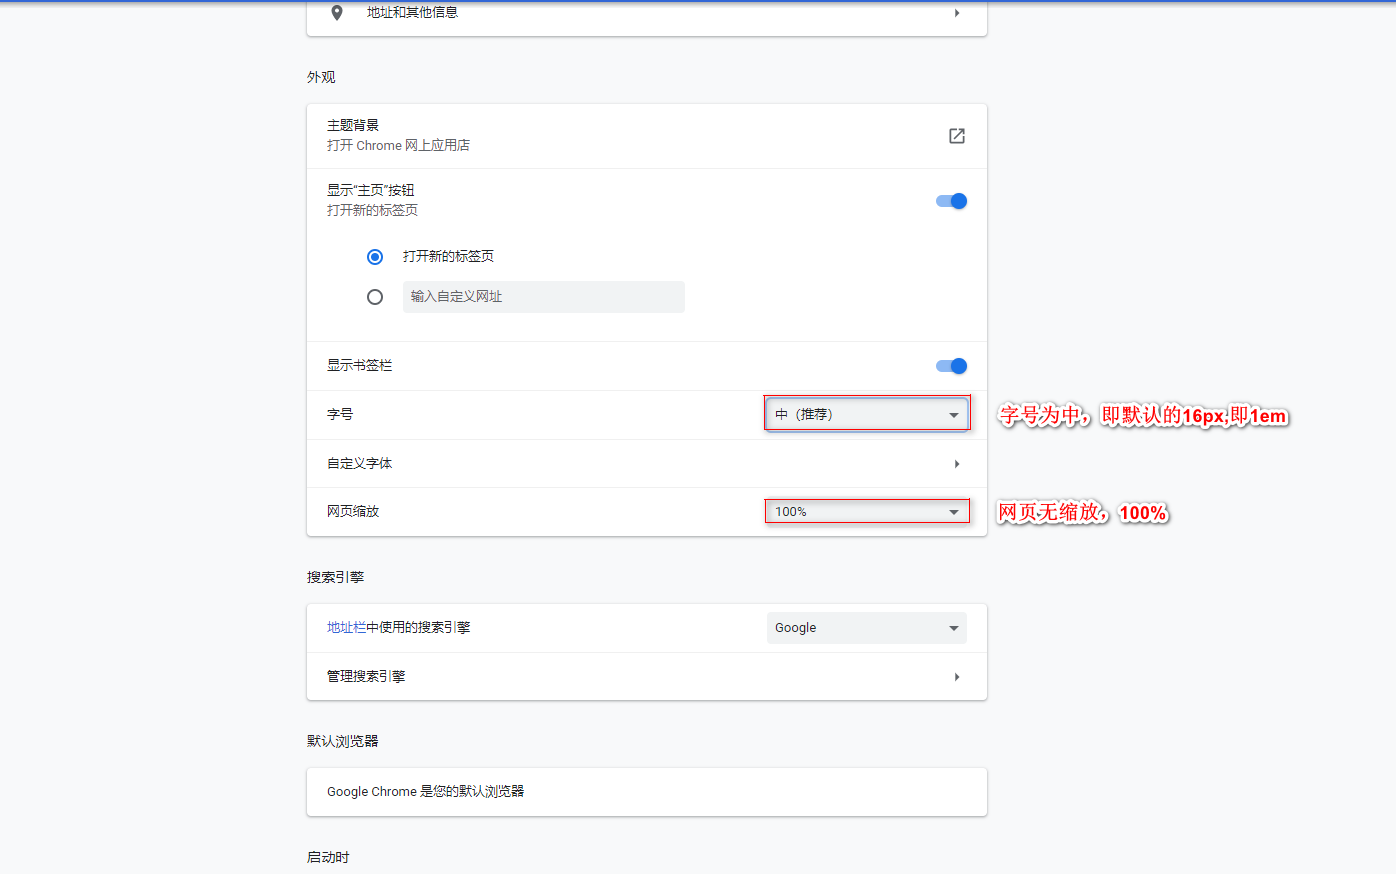 地址和其他信息
外观
主题背景
打开 Chrome 网上应用店
显示“主页”按钮
打开新的标签页
打开新的标签页
输入自定义网址
显示书签栏
字号 中（推荐） 字号为中，即默认的16px,即1em
自定义字体
网页缩放 100% 网页无缩放，100%
搜索引擎
地址栏中使用的搜索引擎 Google
管理搜索引擎
默认浏览器
Google Chrome 是您的默认浏览器
启动时